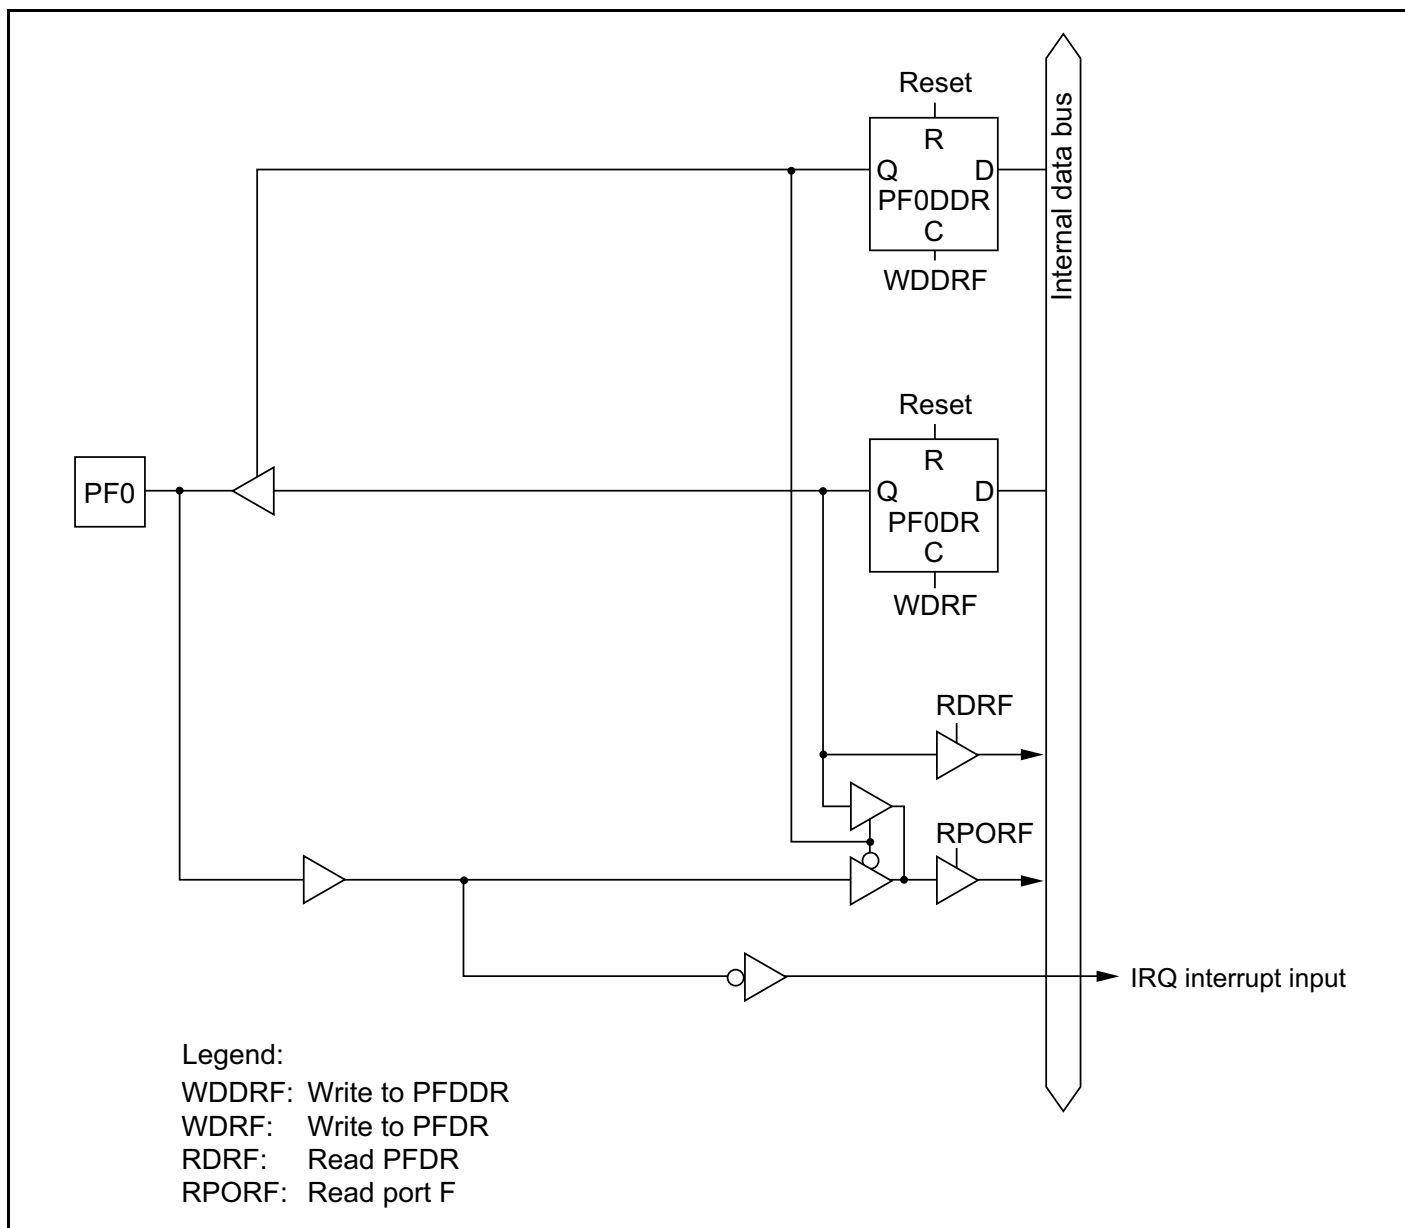 Reset
R
Q D
PF0DDR
C
WDDRF
Internal data bus
Reset
R
PF0
Q D
PF0DR
C
WDRF
RDRF
RPORF
IRQ interrupt input
Legend:
WDDRF: Write to PFDDR
WDRF: Write to PFDR
RDRF: Read PFDR
RPORF: Read port F